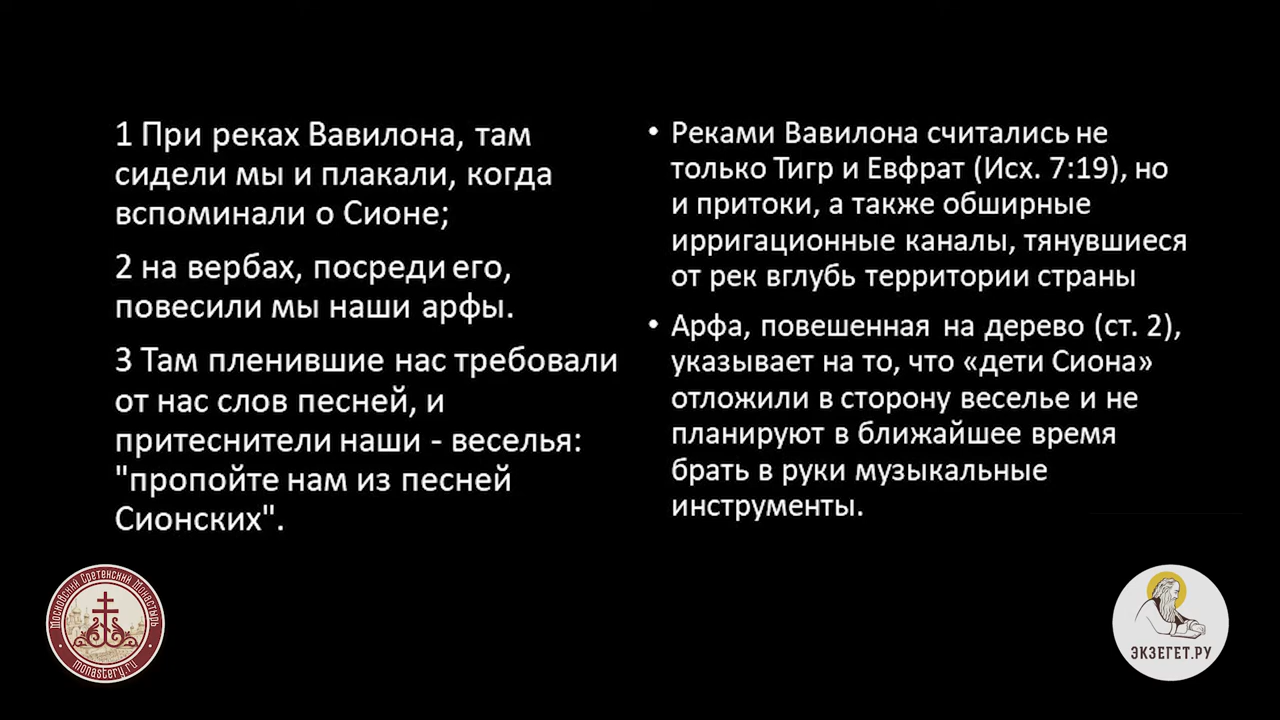 1 При реках Вавилона, там
сидели мы и плакали, когда
вспоминали о Сионе;
2 на вербах, посреди его,
повесили мы наши арфы.
3 Там пленившие нас требовали
от нас слов песней, и
притеснители наши - веселья:
"пропойте нам из песней
Сионских".
• Реками Вавилона считались не
только Тигр и Евфрат (Исх. 7:19), но
и притоки, а также обширные
ирригационные каналы, тянувшиеся
от рек вглубь территории страны
• Арфа, повешенная на дерево (ст. 2),
указывает на то, что «дети Сиона»
отложили в сторону веселье и не
планируют в ближайшее время
брать в руки музыкальные
инструменты.
Московский Сретенский Монастырь
monastery.ru
ЭКЗЕГЕТ.РУ